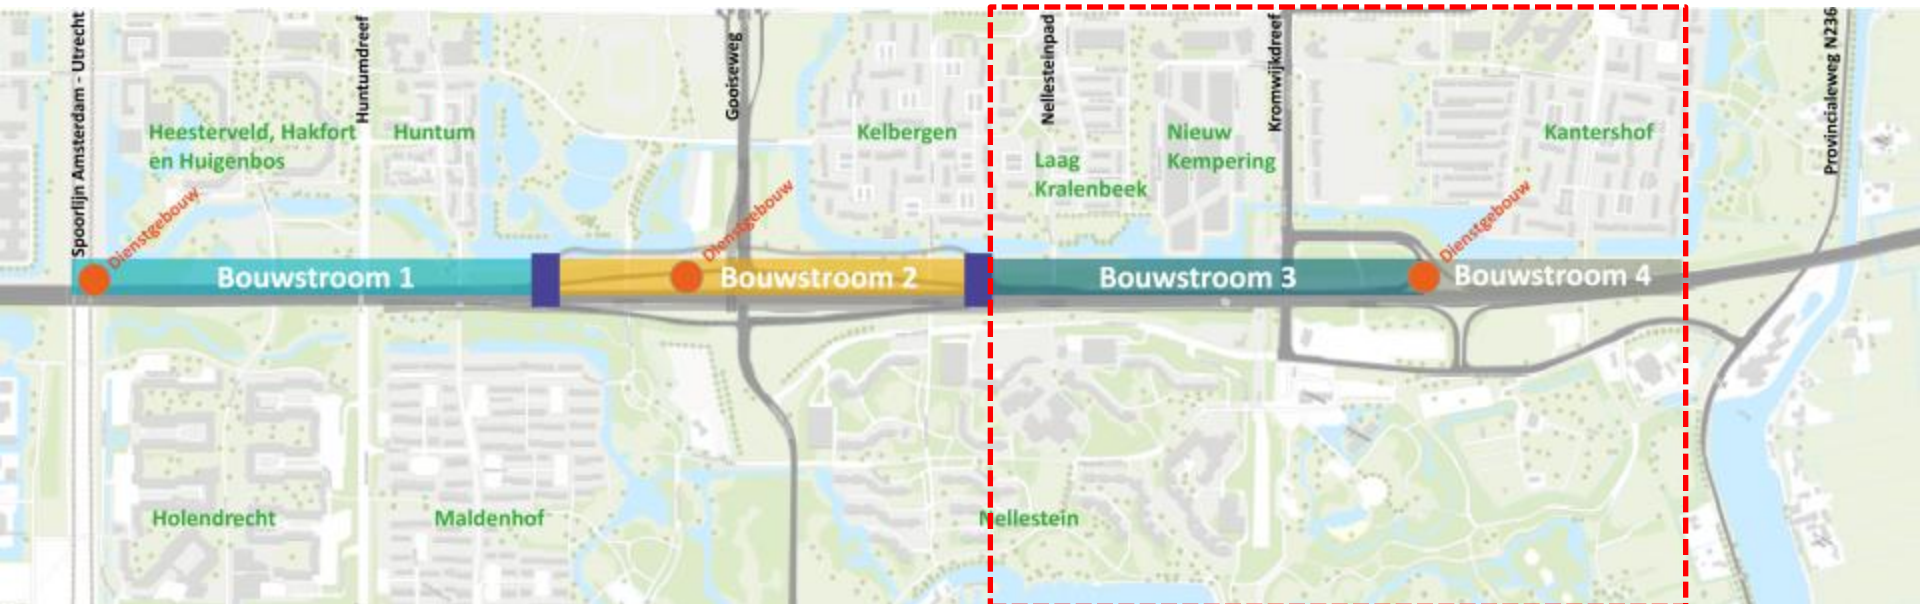 Spoorlijn Amsterdam - Utrecht
Huntumdreef
Gooiseweg
Nellesteinpad
Kromwijkdreef
Provincialeweg N236
Heesterveld, Hakfort
en Huigenbos
Huntum
Kelbergen
Laag
Kralenbeek
Nieuw
Kempering
Kantershof
Dienstgebouw
Dienstgebouw
Dienstgebouw
Bouwstroom 1
Bouwstroom 2
Bouwstroom 3
Bouwstroom 4
Holendrecht
Maldenhof
Nellestein